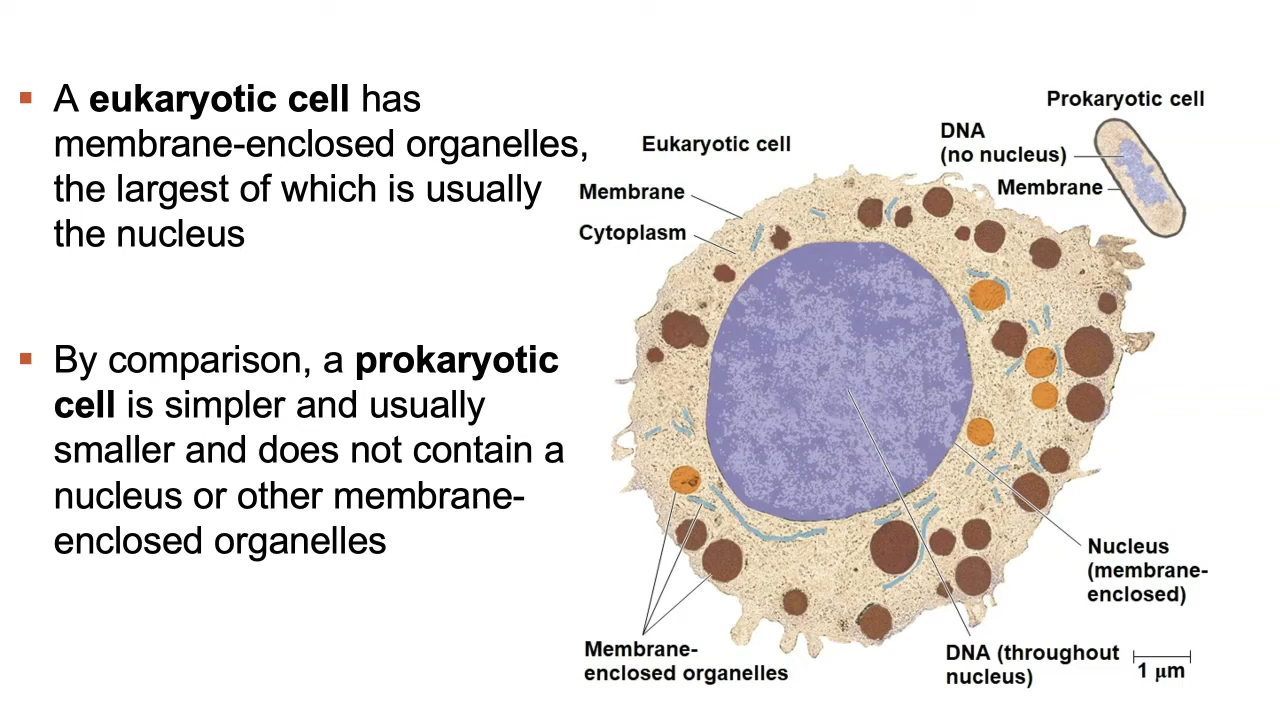 A eukaryotic cell has
membrane-enclosed organelles,
the largest of which is usually
the nucleus
By comparison, a prokaryotic
cell is simpler and usually
smaller and does not contain a
nucleus or other membrane-
enclosed organelles
Prokaryotic cell
DNA
(no nucleus)
Membrane
Eukaryotic cell
Membrane
Cytoplasm
Nucleus
(membrane-
enclosed)
Membrane-
enclosed organelles
DNA (throughout
nucleus)
1 μm